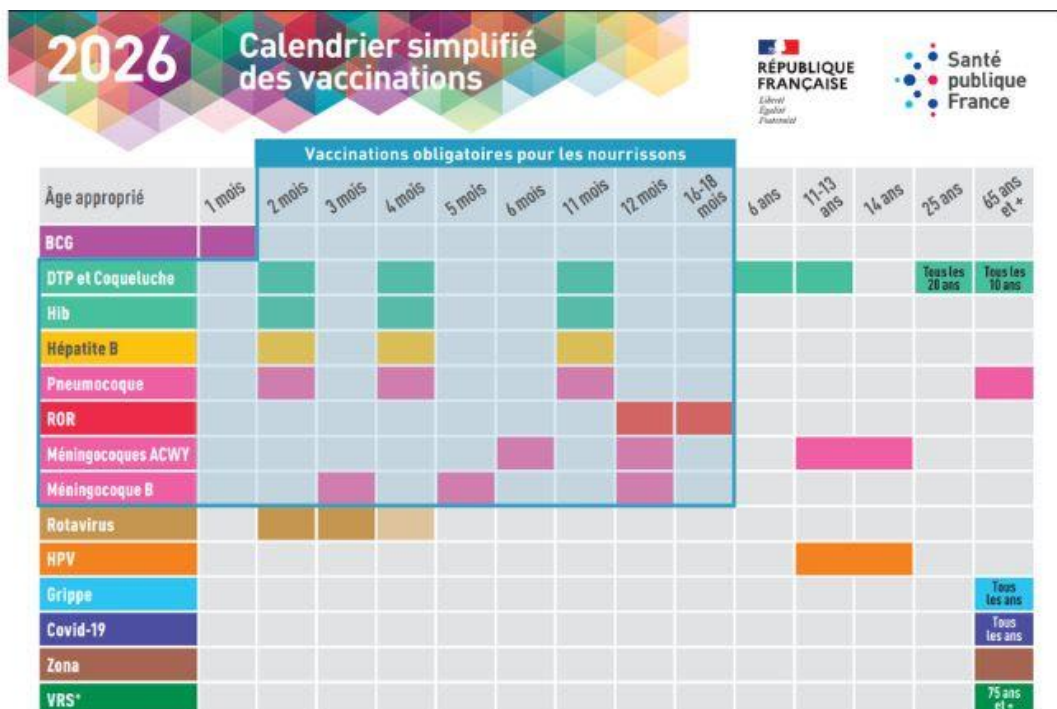 2026
Calendrier simplifié
des vaccinations
RÉPUBLIQUE
FRANÇAISE
Liberté
Égalité
Fraternité
Santé
publique
France
Vaccinations obligatoires pour les nourrissons
Âge approprié
1 mois
2 mois
3 mois
4 mois
5 mois
6 mois
11 mois
12 mois
16-18
mois
6 ans
11-13
ans
14 ans
25 ans
65 ans
et +
BCG
DTP et Coqueluche
Tous les
20 ans
Tous les
10 ans
Hib
Hépatite B
Pneumocoque
ROR
Méningocoques ACWY
Méningocoque B
Rotavirus
HPV
Grippe
Tous
les ans
Covid-19
Tous
les ans
Zona
VRS*
75 ans
et +